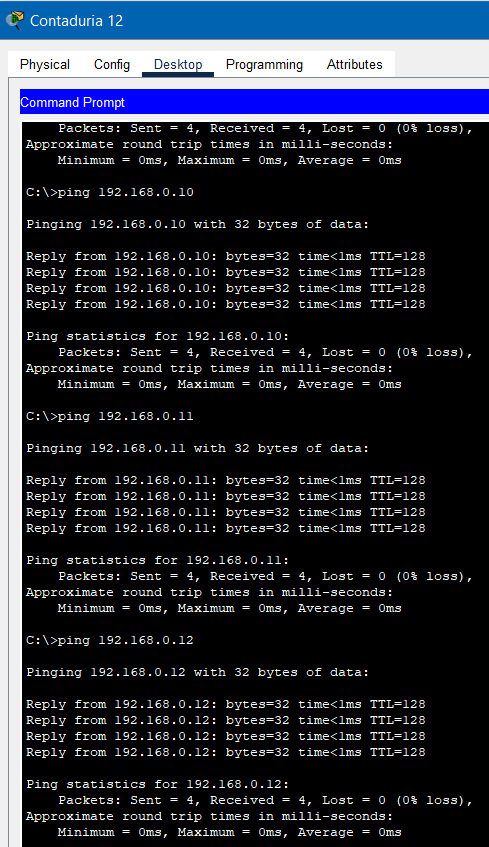 Contaduria 12
Physical Config Desktop Programming Attributes
Command Prompt
Packets: Sent = 4, Received = 4, Lost = 0 (0% loss),
Approximate round trip times in milli-seconds:
Minimum = 0ms, Maximum = 0ms, Average = 0ms
C:\>ping 192.168.0.10
Pinging 192.168.0.10 with 32 bytes of data:
Reply from 192.168.0.10: bytes=32 time<1ms TTL=128
Reply from 192.168.0.10: bytes=32 time<1ms TTL=128
Reply from 192.168.0.10: bytes=32 time<1ms TTL=128
Reply from 192.168.0.10: bytes=32 time<1ms TTL=128
Ping statistics for 192.168.0.10:
Packets: Sent = 4, Received = 4, Lost = 0 (0% loss),
Approximate round trip times in milli-seconds:
Minimum = 0ms, Maximum = 0ms, Average = 0ms
C:\>ping 192.168.0.11
Pinging 192.168.0.11 with 32 bytes of data:
Reply from 192.168.0.11: bytes=32 time<1ms TTL=128
Reply from 192.168.0.11: bytes=32 time<1ms TTL=128
Reply from 192.168.0.11: bytes=32 time<1ms TTL=128
Reply from 192.168.0.11: bytes=32 time<1ms TTL=128
Ping statistics for 192.168.0.11:
Packets: Sent = 4, Received = 4, Lost = 0 (0% loss),
Approximate round trip times in milli-seconds:
Minimum = 0ms, Maximum = 0ms, Average = 0ms
C:\>ping 192.168.0.12
Pinging 192.168.0.12 with 32 bytes of data:
Reply from 192.168.0.12: bytes=32 time<1ms TTL=128
Reply from 192.168.0.12: bytes=32 time<1ms TTL=128
Reply from 192.168.0.12: bytes=32 time<1ms TTL=128
Reply from 192.168.0.12: bytes=32 time<1ms TTL=128
Ping statistics for 192.168.0.12:
Packets: Sent = 4, Received = 4, Lost = 0 (0% loss),
Approximate round trip times in milli-seconds:
Minimum = 0ms, Maximum = 0ms, Average = 0ms